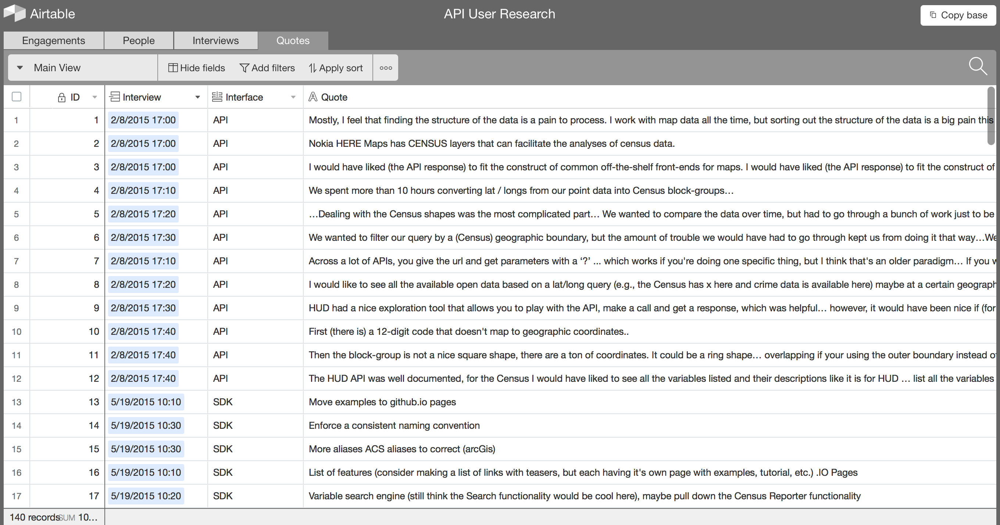 Airtable
API User Research
Copy base
Engagements People Interviews Quotes
Main View Hide fields Add filters Apply sort
ID Interview Interface Quote
1 1 2/8/2015 17:00 API Mostly, I feel that finding the structure of the data is a pain to process. I work with map data all the time, but sorting out the structure of the data is a big pain this
2 2 2/8/2015 17:00 API Nokia HERE Maps has CENSUS layers that can facilitate the analyses of census data.
3 3 2/8/2015 17:00 API I would have liked (the API response) to fit the construct of common off-the-shelf front-ends for maps. I would have liked (the API response) to fit the construct of
4 4 2/8/2015 17:10 API We spent more than 10 hours converting lat / longs from our point data into Census block-groups…
5 5 2/8/2015 17:20 API …Dealing with the Census shapes was the most complicated part… We wanted to compare the data over time, but had to go through a bunch of work just to be
6 6 2/8/2015 17:30 API We wanted to filter our query by a (Census) geographic boundary, but the amount of trouble we would have had to go through kept us from doing it that way…We
7 7 2/8/2015 17:10 API Across a lot of APIs, you give the url and get parameters with a ‘?’ ... which works if you're doing one specific thing, but I think that's an older paradigm… If you
8 8 2/8/2015 17:20 API I would like to see all the available open data based on a lat/long query (e.g., the Census has x here and crime data is available here) maybe at a certain geograph
9 9 2/8/2015 17:30 API HUD had a nice exploration tool that allows you to play with the API, make a call and get a response, which was helpful… however, it would have been nice if (for
10 10 2/8/2015 17:40 API First (there is) a 12-digit code that doesn't map to geographic coordinates..
11 11 2/8/2015 17:40 API Then the block-group is not a nice square shape, there are a ton of coordinates. It could be a ring shape… overlapping if your using the outer boundary instead of
12 12 2/8/2015 17:40 API The HUD API was well documented, for the Census I would have liked to see all the variables listed and their descriptions like it is for HUD … list all the variables
13 13 5/19/2015 10:10 SDK Move examples to github.io pages
14 14 5/19/2015 10:30 SDK Enforce a consistent naming convention
15 15 5/19/2015 10:30 SDK More aliases ACS aliases to correct (arcGis)
16 16 5/19/2015 10:10 SDK List of features (consider making a list of links with teasers, but each having it's own page with examples, tutorial, etc.) .IO Pages
17 17 5/19/2015 10:20 SDK Variable search engine (still think the Search functionality would be cool here), maybe pull down the Census Reporter functionality
140 records SUM 10…